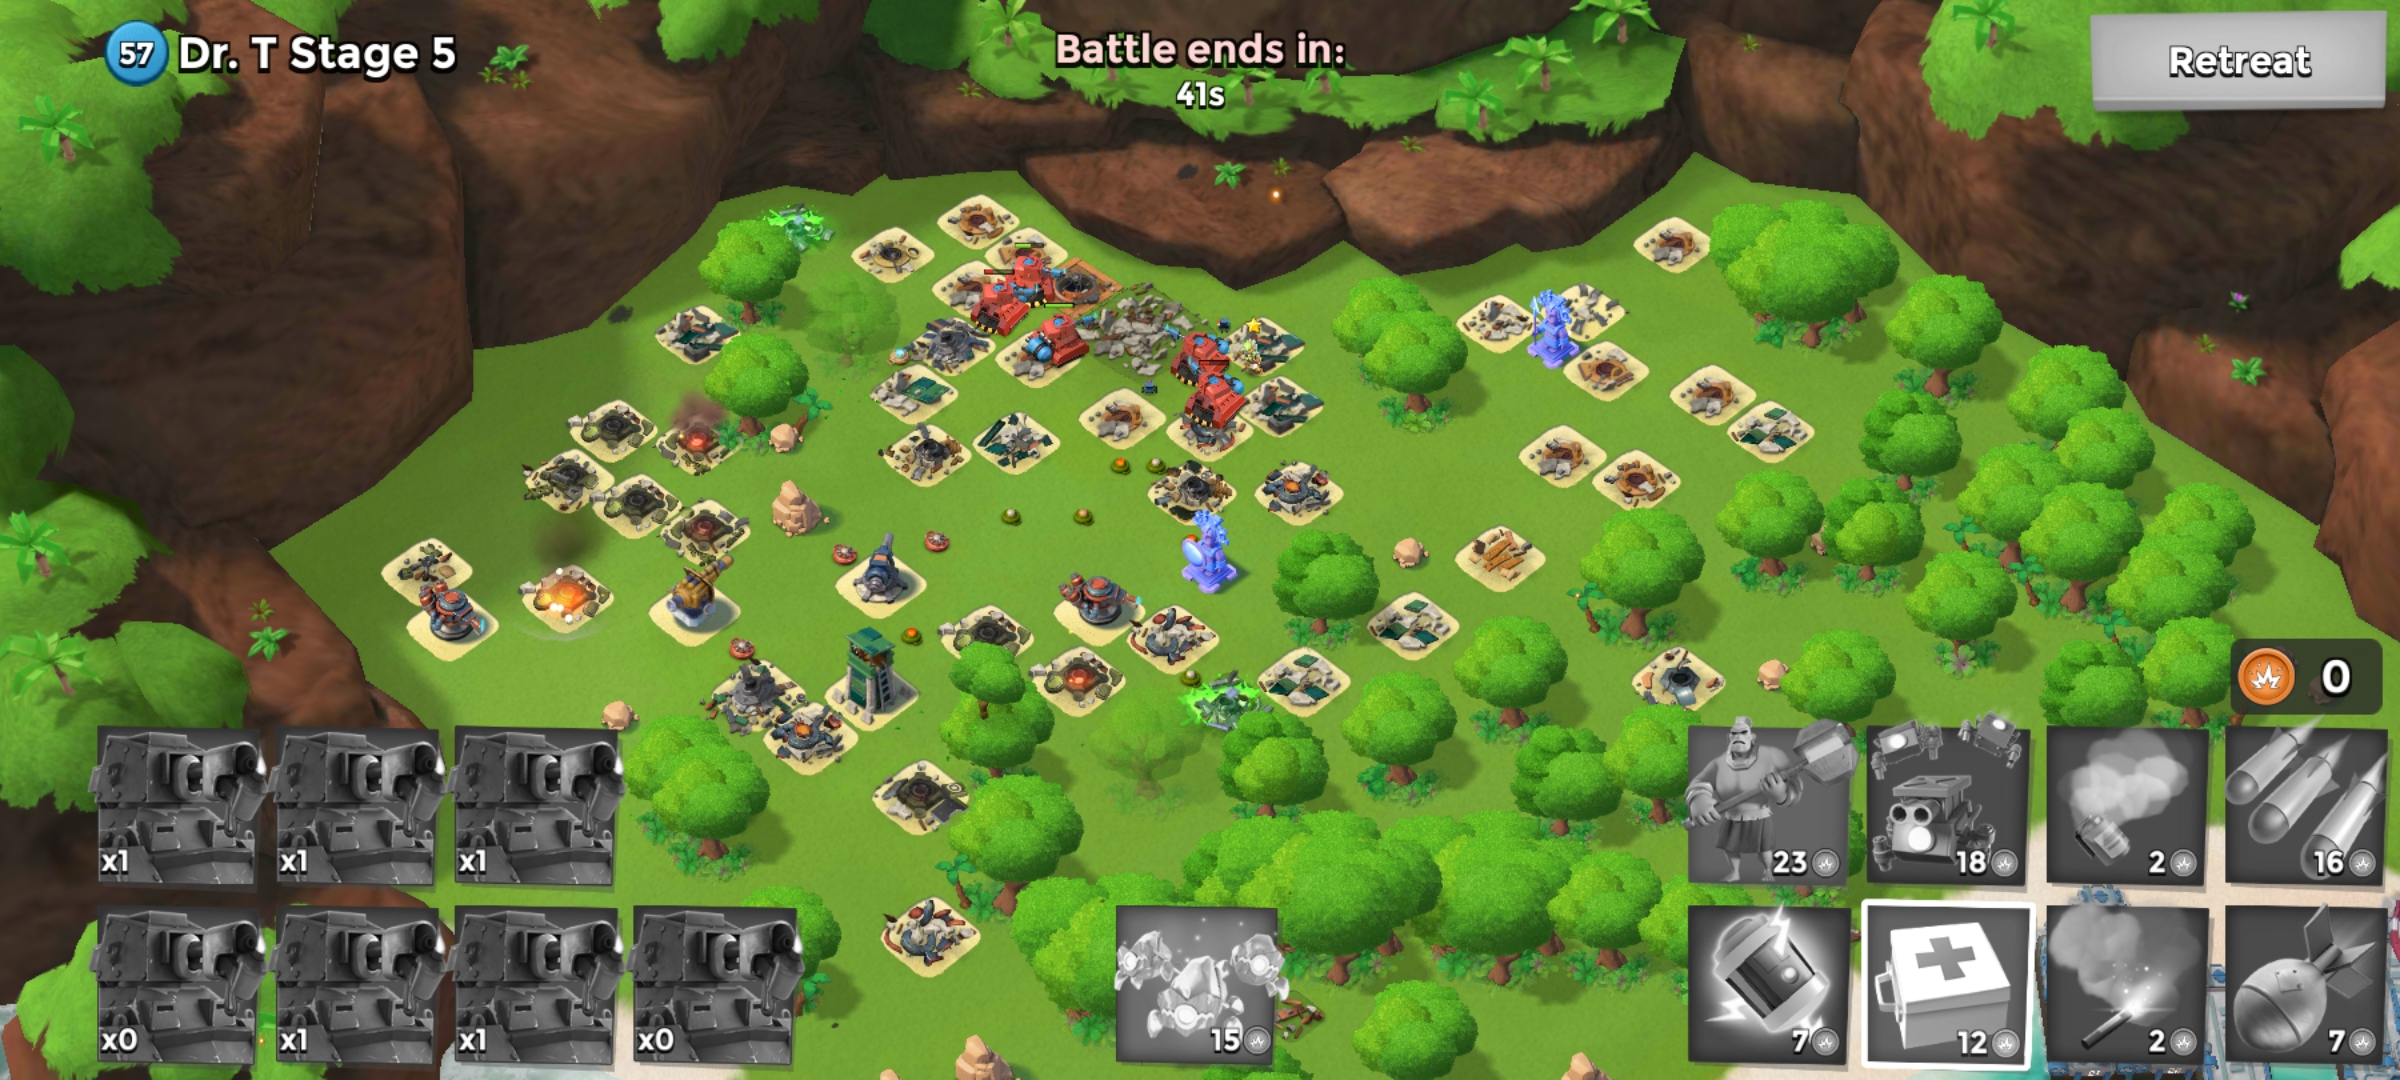 57 Dr. T Stage 5
Battle ends in:
41s
Retreat
0
x1
x1
x1
23
18
2
16
x0
x1
x1
x0
15
7
12
2
7